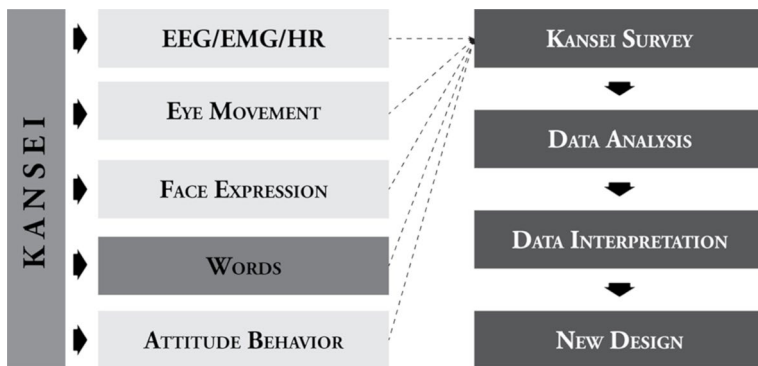 KANSEI
EEG/EMG/HR
EYE MOVEMENT
FACE EXPRESSION
WORDS
ATTITUDE BEHAVIOR
KANSEI SURVEY
DATA ANALYSIS
DATA INTERPRETATION
NEW DESIGN